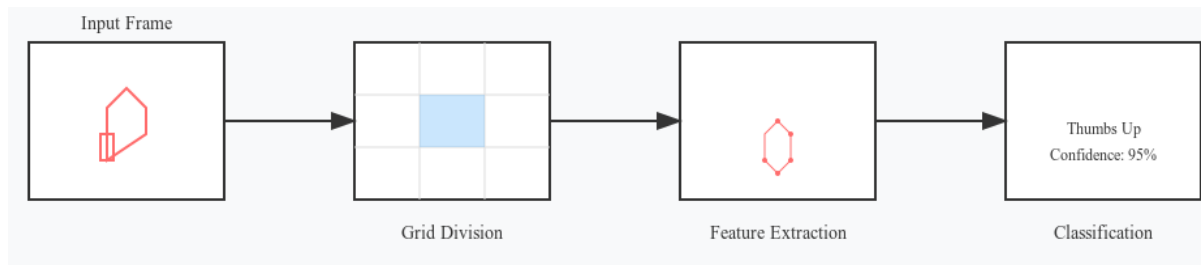 Input Frame
Thumbs Up
Confidence: 95%
Grid Division
Feature Extraction
Classification